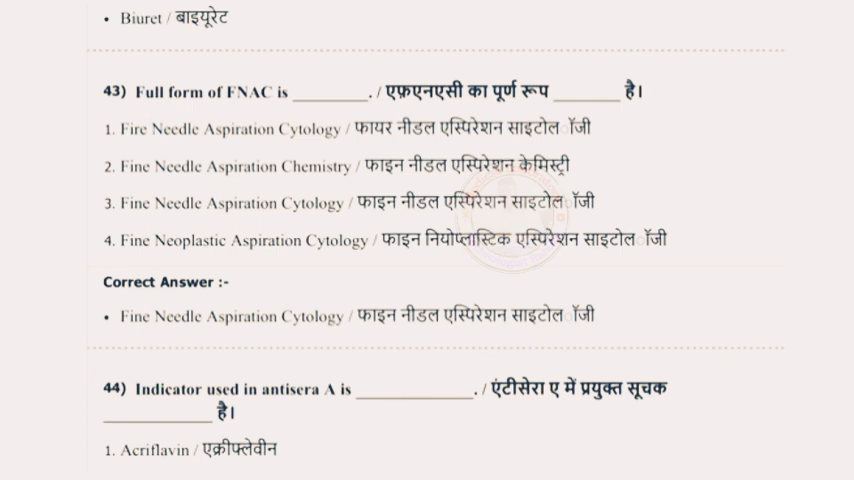 • Biuret / बाइयूरेट
43) Full form of FNAC is ________. / एफ़एनएसी का पूर्ण रूप _______ है।
1. Fire Needle Aspiration Cytology / फायर नीडल एस्पिरेशन साइटोल ॉजी
2. Fine Needle Aspiration Chemistry / फाइन नीडल एस्पिरेशन केमिस्ट्री
3. Fine Needle Aspiration Cytology / फाइन नीडल एस्पिरेशन साइटोल ॉजी
4. Fine Neoplastic Aspiration Cytology / फाइन नियोप्लास्टिक एस्पिरेशन साइटोल ॉजी
Correct Answer :-
• Fine Needle Aspiration Cytology / फाइन नीडल एस्पिरेशन साइटोल ॉजी
44) Indicator used in antisera A is _____________. / एंटीसेरा ए में प्रयुक्त सूचक
____________ है।
1. Acriflavin / एक्रीफ्लेवीन